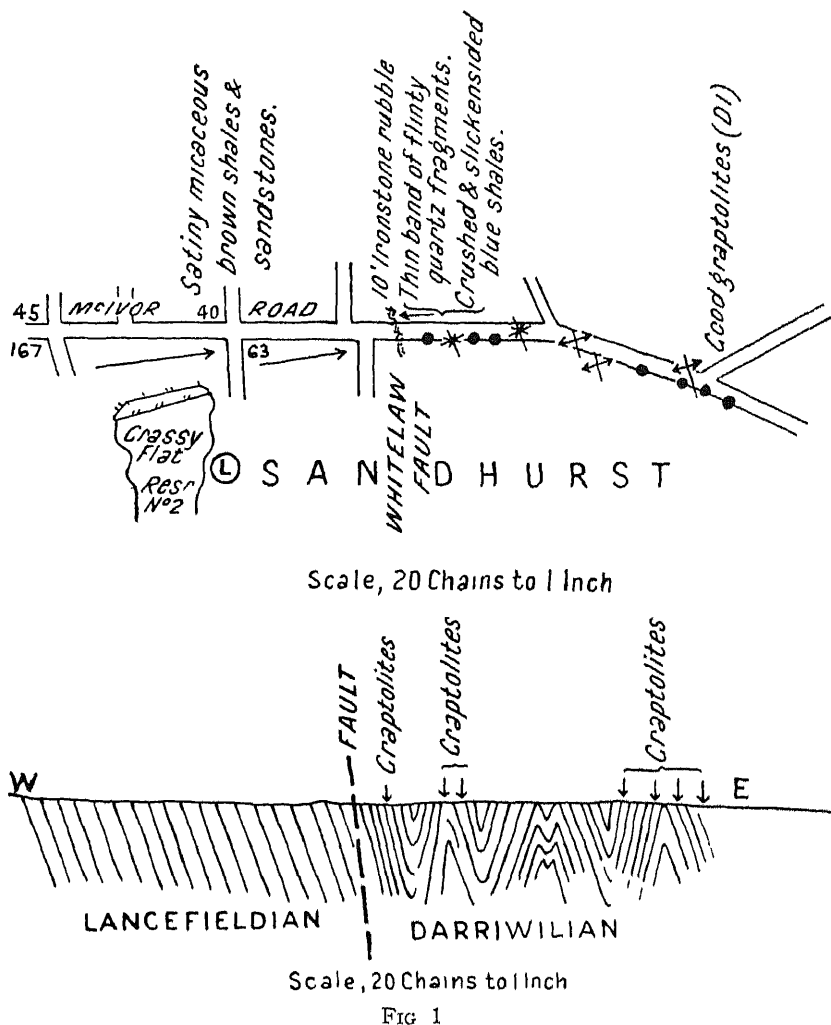 Satiny micaceous
brown shales &
sandstones.
10' Ironstone rubble
Thin band of flinty
quartz fragments.
Crushed & slickensided
blue shales.
Good graptolites (D1)
45 McIVOR 40 ROAD
167 63
WHITELAW
FAULT
Grassy
Flat
Resr
No2
L SANDHURST
Scale, 20 Chains to 1 Inch
FAULT
Graptolites
Graptolites
Graptolites
W E
LANCEFIELDIAN DARRIWILIAN
Scale, 20 Chains to 1 Inch
FIG 1